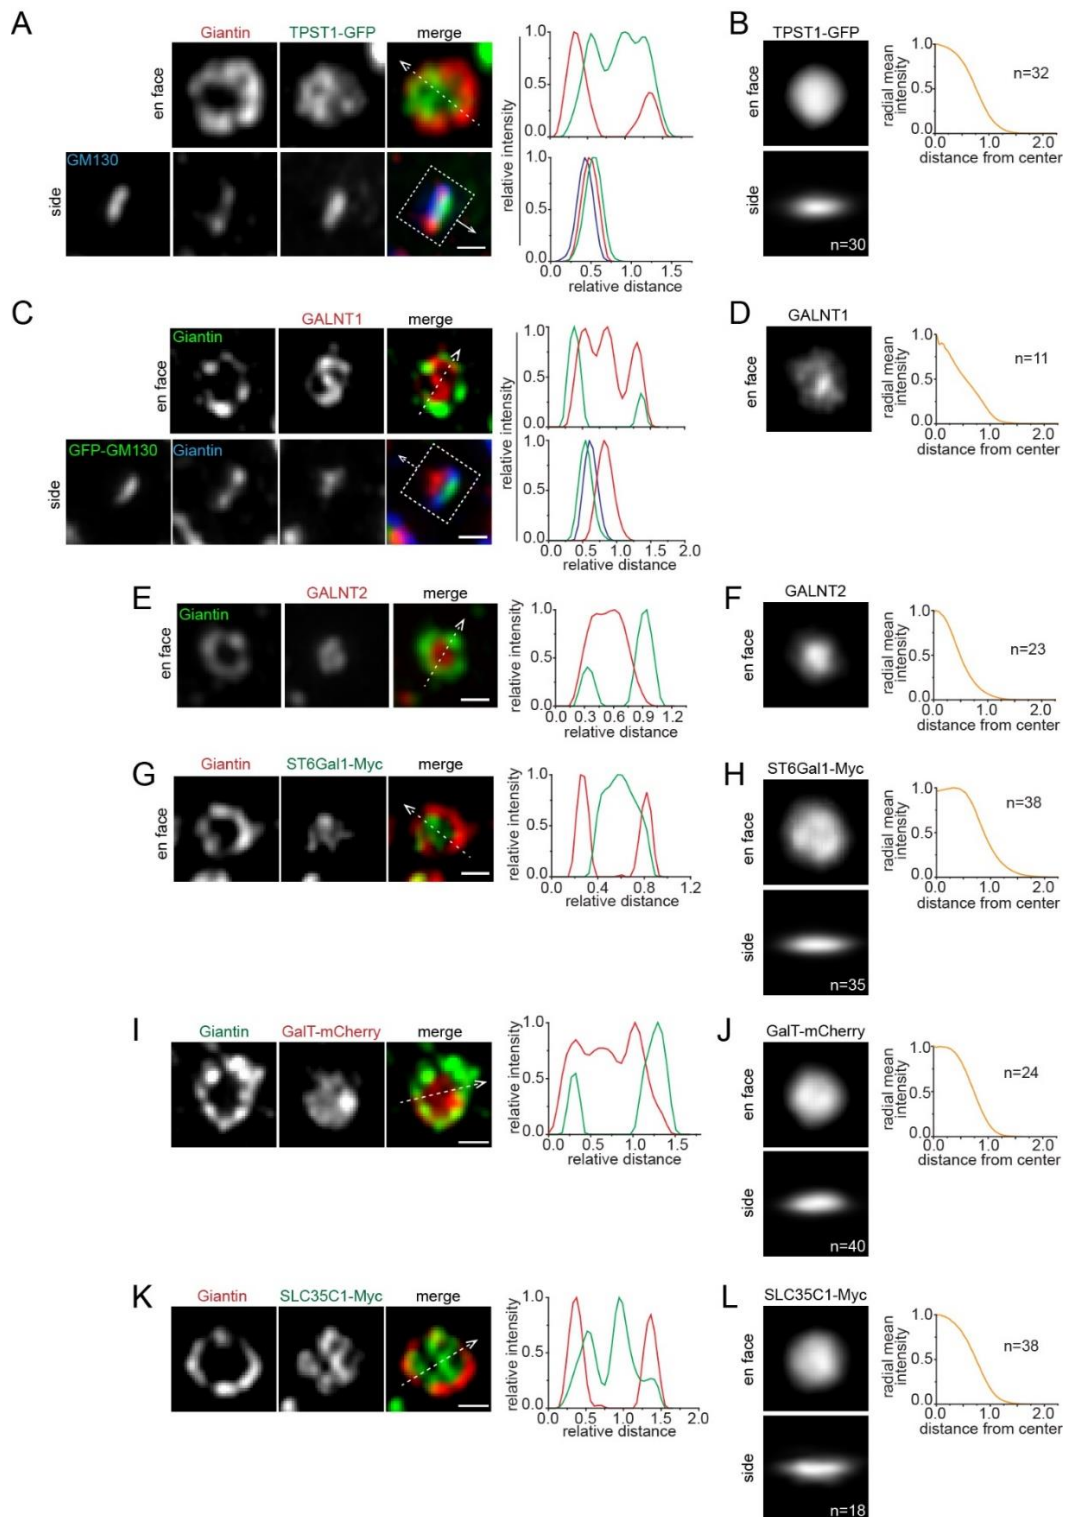 A
Giantin TPST1-GFP merge
en face
relative intensity
1.0
0.5
0.0
GM130
side
1.0
0.5
0.0
0.0 0.5 1.0 1.5
relative distance
B
TPST1-GFP
en face
side
n=30
radial mean
intensity
1.0
0.5
0.0
n=32
0.0 1.0 2.0
distance from center
C
GALNT1 merge
Giantin
en face
relative intensity
1.0
0.5
0.0
GFP-GM130 Giantin
side
1.0
0.5
0.0
0.0 0.5 1.0 1.5 2.0
relative distance
D
GALNT1
en face
radial mean
intensity
1.0
0.5
0.0
n=11
0.0 1.0 2.0
distance from center
E
GALNT2 merge
Giantin
en face
relative intensity
1.0
0.5
0.0
0.0 0.3 0.6 0.9 1.2
relative distance
F
GALNT2
en face
radial mean
intensity
1.0
0.5
0.0
n=23
0.0 1.0 2.0
distance from center
G
Giantin ST6Gal1-Myc merge
en face
relative intensity
1.0
0.5
0.0
0.0 0.4 0.8 1.2
relative distance
H
ST6Gal1-Myc
en face
side
n=35
radial mean
intensity
1.0
0.5
0.0
n=38
0.0 1.0 2.0
distance from center
I
Giantin GalT-mCherry merge
relative intensity
1.0
0.5
0.0
0.0 0.5 1.0 1.5
relative distance
J
GalT-mCherry
en face
side
n=40
radial mean
intensity
1.0
0.5
0.0
n=24
0.0 1.0 2.0
distance from center
K
Giantin SLC35C1-Myc merge
relative intensity
1.0
0.5
0.0
0.0 0.5 1.0 1.5 2.0
relative distance
L
SLC35C1-Myc
en face
side
n=18
radial mean
intensity
1.0
0.5
0.0
n=38
0.0 1.0 2.0
distance from center